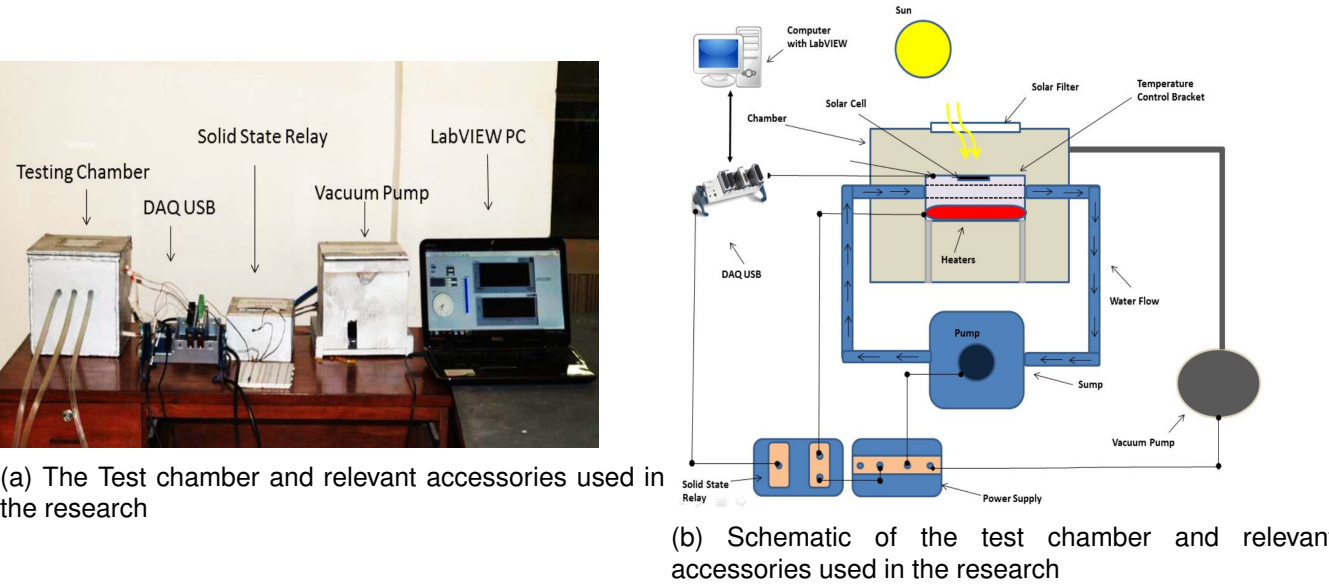 Solid State Relay
LabVIEW PC
Testing Chamber
Vacuum Pump
DAQ USB
(a) The Test chamber and relevant accessories used in
the research
Sun
Computer
with LabVIEW
Solar Filter
Temperature
Control Bracket
Solar Cell
Chamber
DAQ USB
Heaters
Water Flow
Pump
Sump
Vacuum Pump
Solid State
Relay
Power Supply
(b) Schematic of the test chamber and relevan
accessories used in the research